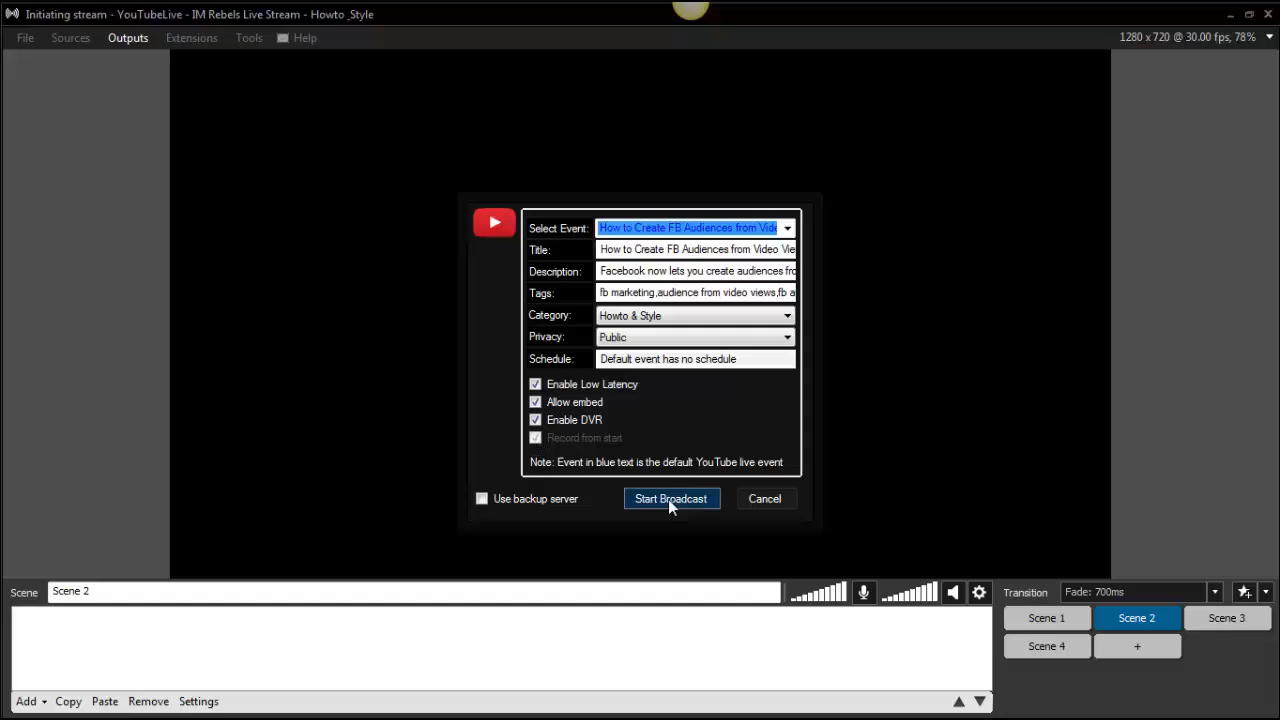 Initiating stream - YouTubeLive - IM Rebels Live Stream - Howto_Style
File Sources Outputs Extensions Tools Help 1280 x 720 @ 30.00 fps, 78%
Select Event: How to Create FB Audiences from Vide
Title: How to Create FB Audiences from Video Vie
Description: Facebook now lets you create audiences fro
Tags: fb marketing,audience from video views,fb a
Category: Howto & Style
Privacy: Public
Schedule: Default event has no schedule
Enable Low Latency
Allow embed
Enable DVR
Record from start
Note: Event in blue text is the default YouTube live event
Use backup server Start Broadcast Cancel
Scene Scene 2 Transition Fade: 700ms
Scene 1 Scene 2 Scene 3
Scene 4 +
Add Copy Paste Remove Settings